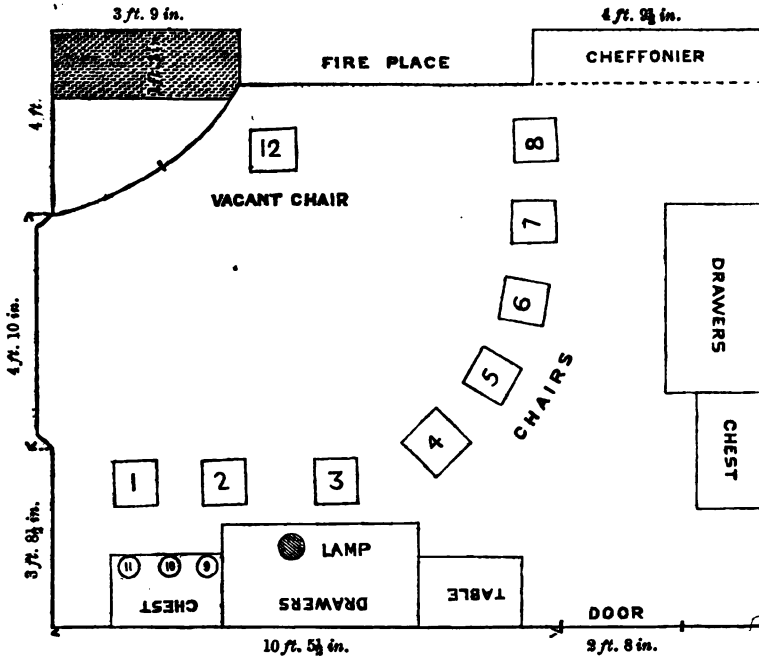 3 ft. 9 in.
4 ft. 9½ in.
FIRE PLACE
CHEFFONIER
4 ft.
12
8
VACANT CHAIR
7
4 ft. 10 in.
6
DRAWERS
5
CHAIRS
4
CHEST
1
2
3
3 ft. 8½ in.
LAMP
11
10
9
CHEST
DRAWERS
TABLE
DOOR
10 ft. 5½ in.
2 ft. 8 in.